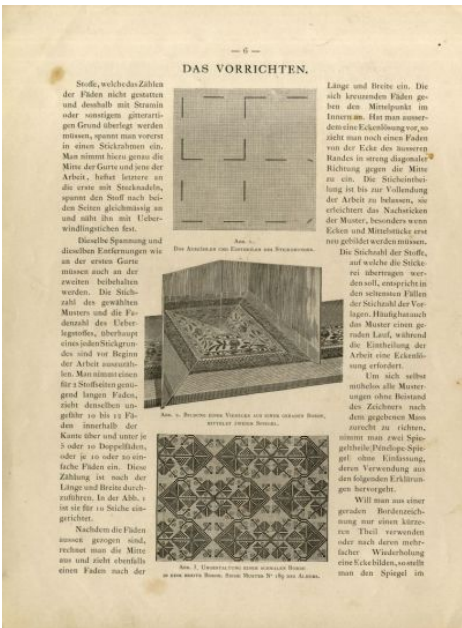 — 6 —
DAS VORRICHTEN.
Stoffe, welche das Zählen
der Fäden nicht gestatten
und desshalb mit Stramin
oder sonstigem gitterarti-
gen Grund überlegt werden
müssen, spannt man vorerst
in einen Stickrahmen ein.
Man nimmt hiezu genau die
Mitte der Gurte und jene der
Arbeit, heftet letztere an
die erste mit Stecknadeln,
spannt den Stoff nach bei-
den Seiten gleichmässig an
und näht ihn mit Ueber-
windlingstichen fest.
Dieselbe Spannung und
dieselben Entfernungen wie
an der ersten Gurte
müssen auch an der
zweiten beibehalten
werden. Die Stich-
zahl des gewählten
Musters und die Fa-
denzahl des Ueber-
legstoffes, überhaupt
eines jeden Stickgrun-
des sind vor Beginn
der Arbeit auszuzäh-
len. Man nimmt einen
für 2 Stoffseiten genü-
gend langen Faden,
zieht denselben un-
gefähr 10 bis 12 Fä-
den innerhalb der
Kante über und unter je
5 oder 10 Doppelfäden,
oder je 10 oder 20 ein-
fache Fäden ein. Diese
Zählung ist nach der
Länge und Breite durch-
zuführen. In der Abb. 1
ist sie für 10 Stiche ein-
gerichtet.
Nachdem die Fäden
aussen gezogen sind,
rechnet man die Mitte
aus und zieht ebenfalls
einen Faden nach der
Abb. 1.
Das Abzählen und Eintheilen des Stickgrundes.
Abb. 2. Bildung eines Vierecks aus einer geraden Borde,
mittelst zweier Spiegel.
Abb. 3. Umgestaltung einer schmalen Borde
in eine breite Borde. Siehe Muster Nº 189 des Albums.
Länge und Breite ein. Die
sich kreuzenden Fäden ge-
ben den Mittelpunkt im
Innern an. Hat man ausser-
dem eine Eckenlösung vor, so
zieht man noch einen Faden
von der Ecke des äusseren
Randes in streng diagonaler
Richtung gegen die Mitte
zu ein. Die Sticheinthei-
lung ist bis zur Vollendung
der Arbeit zu belassen, sie
erleichtert das Nachsticken
der Muster, besonders wenn
Ecken und Mittelstücke erst
neu gebildet werden müssen.
Die Stichzahl der Stoffe,
auf welche die Sticke-
rei übertragen wer-
den soll, entspricht in
den seltensten Fällen
der Stichzahl der Vor-
lagen. Häufig hat auch
das Muster einen ge-
raden Lauf, während
die Eintheilung der
Arbeit eine Eckenlö-
sung erfordert.
Um sich selbst
mühelos alle Muster-
ungen ohne Beistand
des Zeichners nach
dem gegebenen Mass
zurecht zu richten,
nimmt man zwei Spie-
geltheile (Pénélope-Spie-
gel) ohne Einfassung,
deren Verwendung aus
den folgenden Erklärun-
gen hervorgeht.
Will man aus einer
geraden Bordenzeich-
nung nur einen kürze-
ren Theil verwenden
oder nach deren mehr-
facher Wiederholung
eine Ecke bilden, so stellt
man den Spiegel im